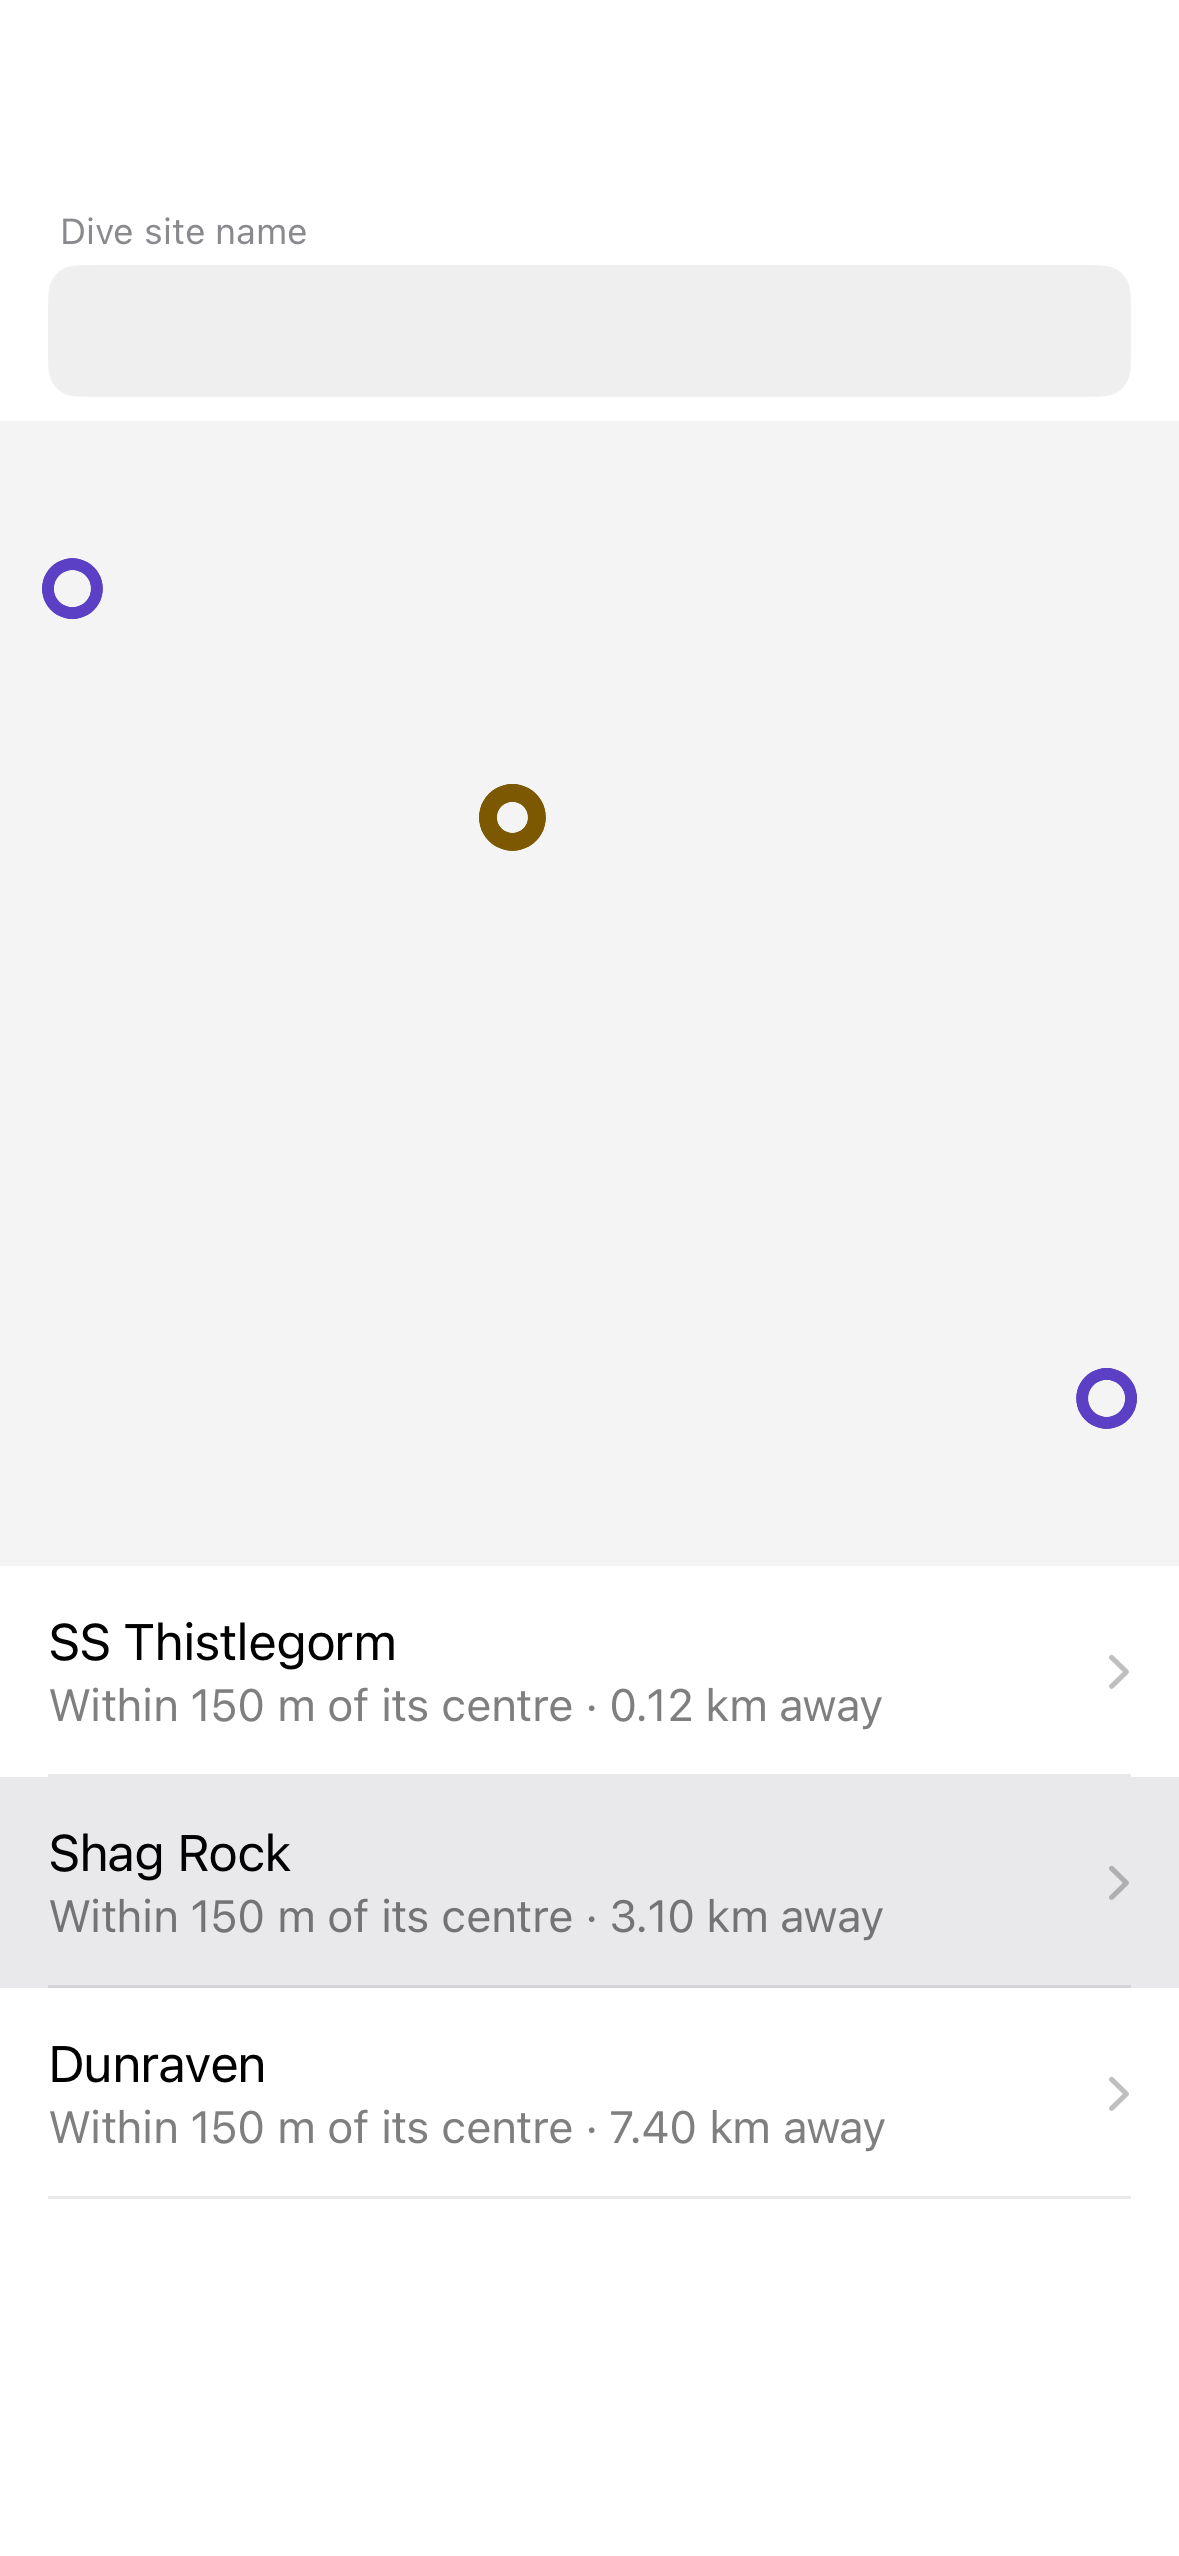 Dive site name
SS Thistlegorm
Within 150 m of its centre · 0.12 km away
Shag Rock
Within 150 m of its centre · 3.10 km away
Dunraven
Within 150 m of its centre · 7.40 km away